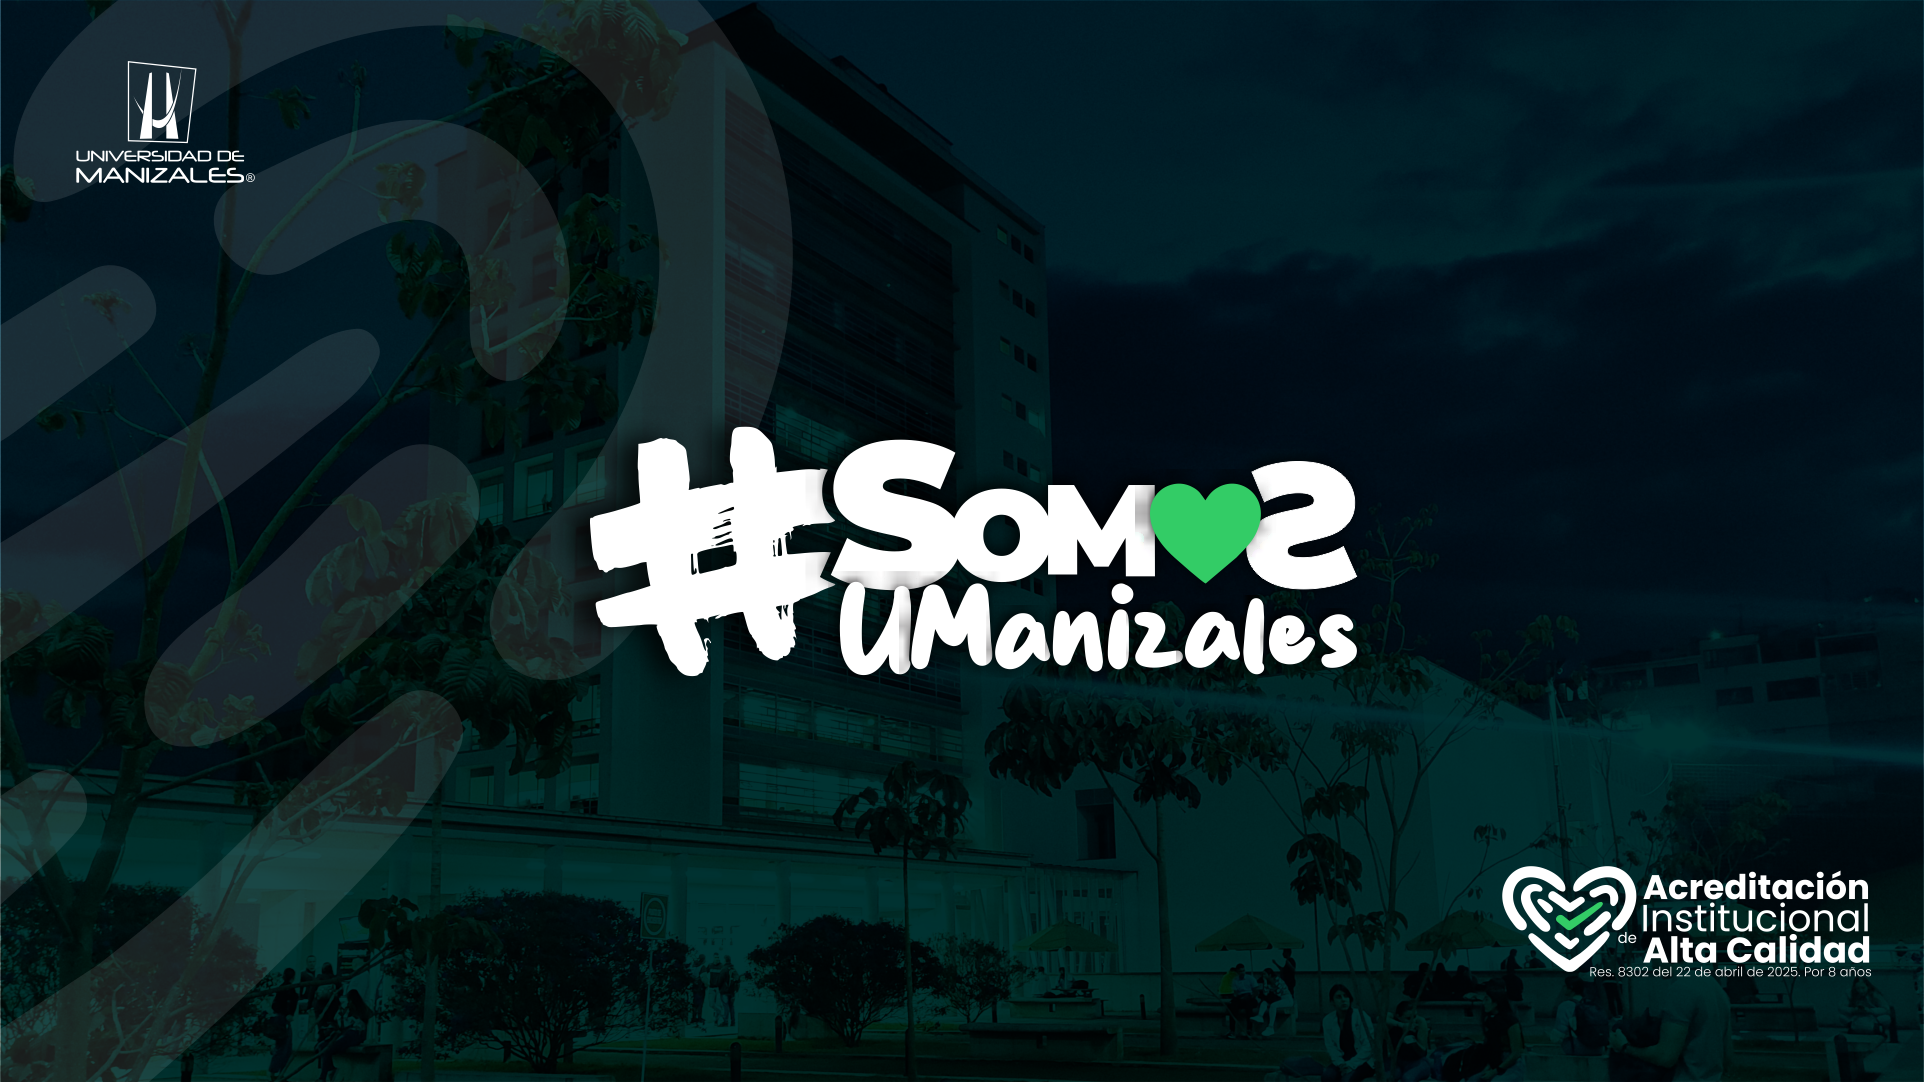 UNIVERSIDAD DE
MANIZALES®
#SoMoS
UManizales
Acreditación
Institucional
de Alta Calidad
Res. 8302 del 22 de abril de 2025. Por 8 años